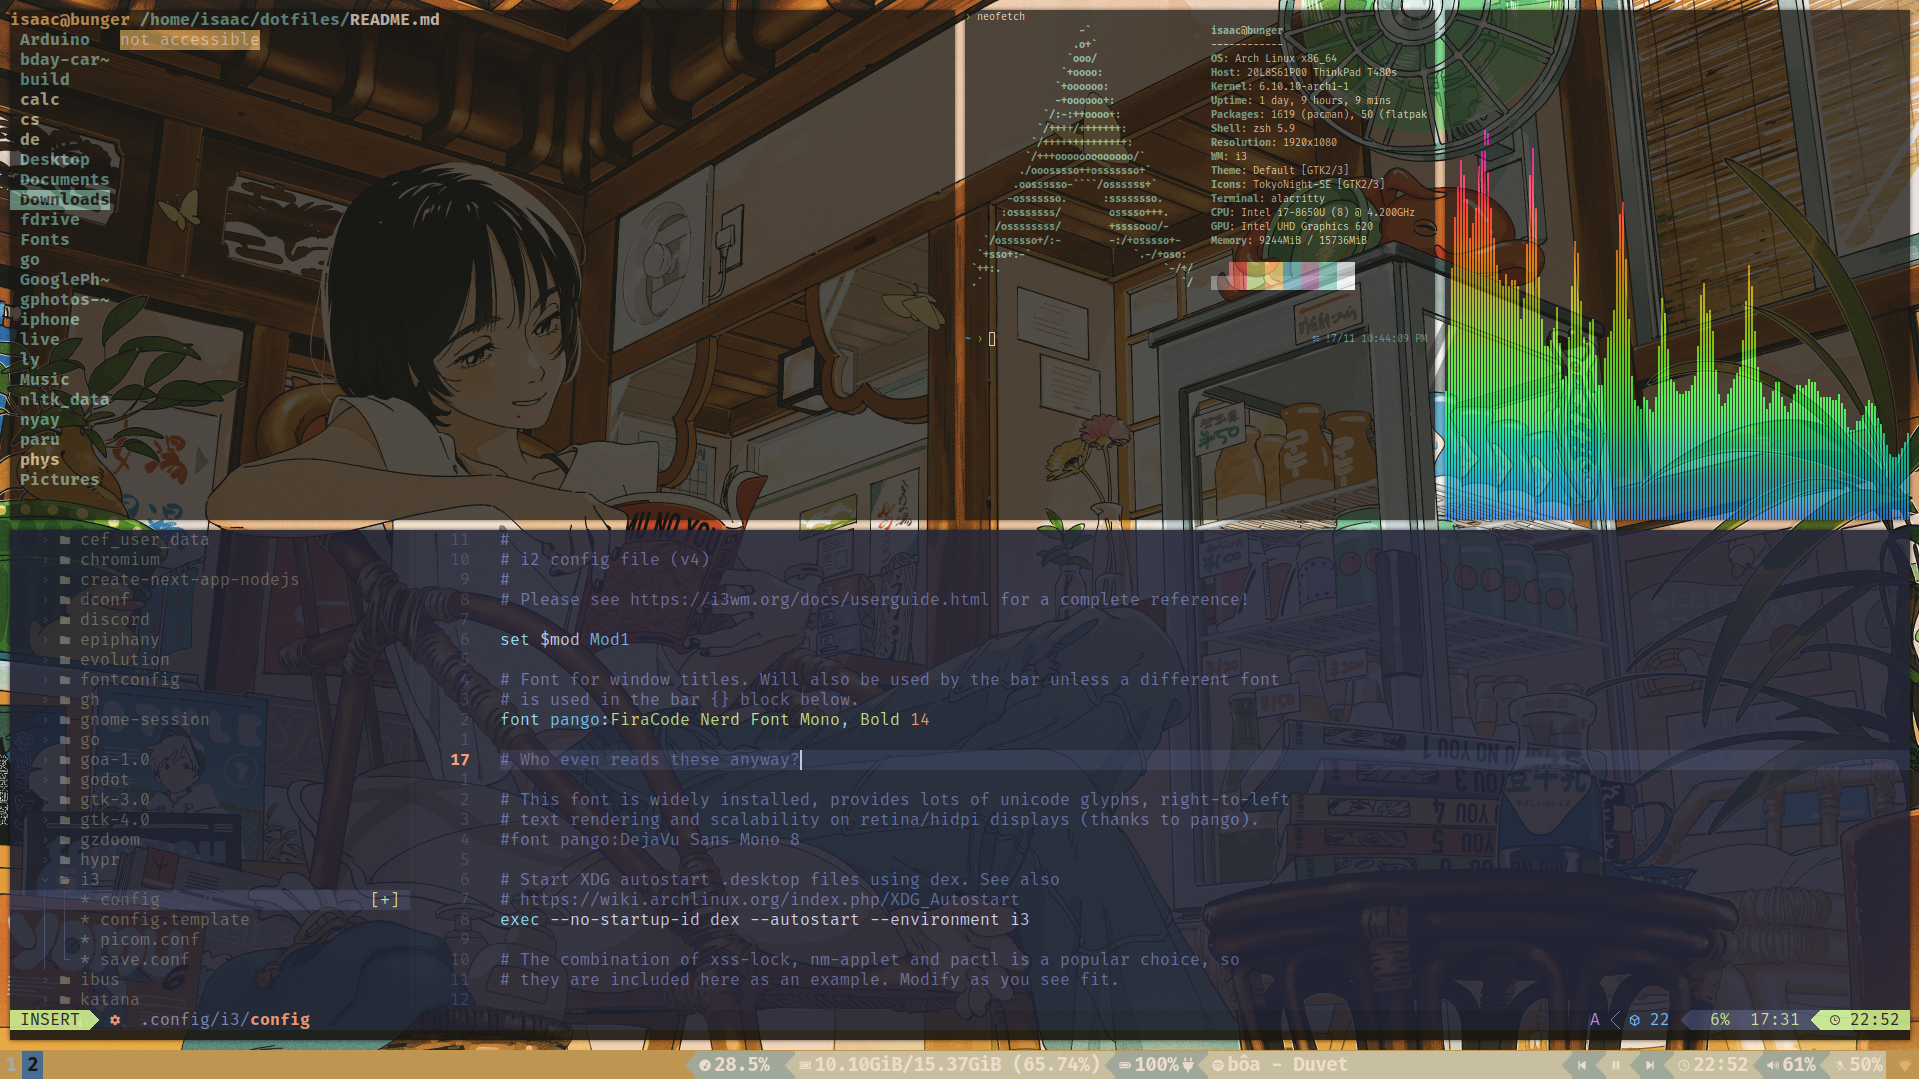 isaac@bunger /home/isaac/dotfiles/README.md
Arduino not accessible
bday-car~
build
calc
cs
de
Desktop
Documents
Downloads
fdrive
Fonts
go
GooglePh~
gphotos-~
iphone
live
ly
Music
nltk_data
nyay
paru
phys
Pictures
› neofetch
isaac@bunger
------------
OS: Arch Linux x86_64
Host: 20L8S61P00 ThinkPad T480s
Kernel: 6.10.10-arch1-1
Uptime: 1 day, 9 hours, 9 mins
Packages: 1619 (pacman), 50 (flatpak
Shell: zsh 5.9
Resolution: 1920x1080
WM: i3
Theme: Default [GTK2/3]
Icons: TokyoNight-SE [GTK2/3]
Terminal: alacritty
CPU: Intel i7-8650U (8) @ 4.200GHz
GPU: Intel UHD Graphics 620
Memory: 9244MiB / 15736MiB
~ ›
17/11 10:44:09 PM
cef_user_data
chromium
create-next-app-nodejs
dconf
discord
epiphany
evolution
fontconfig
gh
gnome-session
go
goa-1.0
godot
gtk-3.0
gtk-4.0
gzdoom
hypr
i3
* config [+]
* config.template
* picom.conf
* save.conf
ibus
katana
11 #
10 # i2 config file (v4)
9 #
8 # Please see https://i3wm.org/docs/userguide.html for a complete reference!
7
6 set $mod Mod1
5
4 # Font for window titles. Will also be used by the bar unless a different font
3 # is used in the bar {} block below.
2 font pango:FiraCode Nerd Font Mono, Bold 14
1
17 # Who even reads these anyway?
1
2 # This font is widely installed, provides lots of unicode glyphs, right-to-left
3 # text rendering and scalability on retina/hidpi displays (thanks to pango).
4 #font pango:DejaVu Sans Mono 8
5
6 # Start XDG autostart .desktop files using dex. See also
7 # https://wiki.archlinux.org/index.php/XDG_Autostart
8 exec --no-startup-id dex --autostart --environment i3
9
10 # The combination of xss-lock, nm-applet and pactl is a popular choice, so
11 # they are included here as an example. Modify as you see fit.
12
INSERT .config/i3/config A 22 6% 17:31 22:52
1 2 28.5% 10.10GiB/15.37GiB (65.74%) 100% bôa - Duvet 22:52 61% 50%